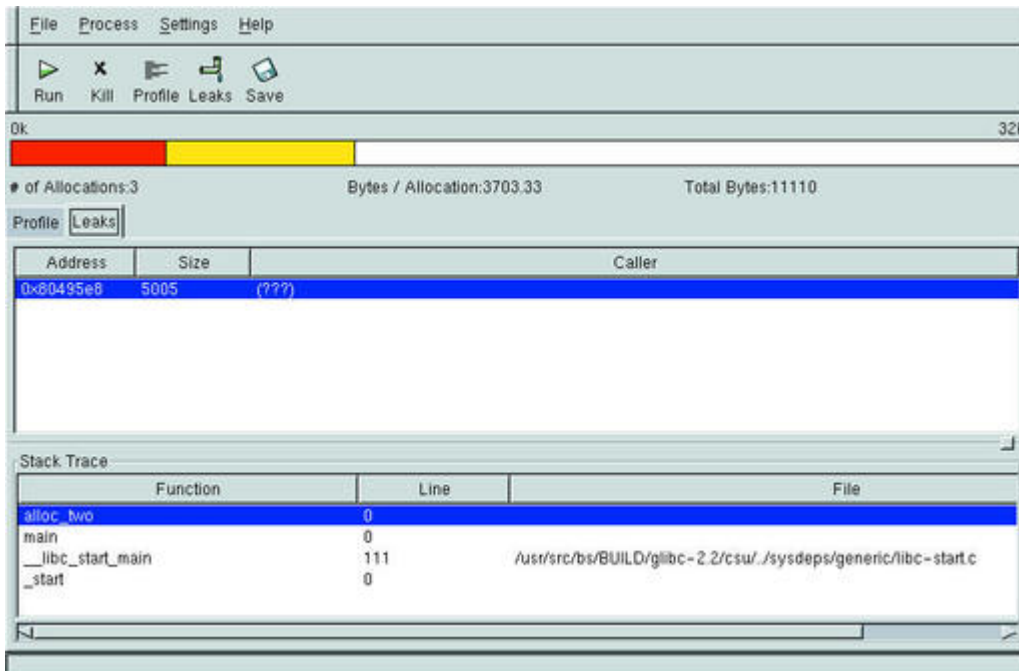 File Process Settings Help
Run Kill Profile Leaks Save
0k 32
# of Allocations:3 Bytes / Allocation:3703.33 Total Bytes:11110
Profile Leaks
Address Size Caller
0x80495e8 5005 (???)
Stack Trace
Function Line File
alloc_two 0
main 0
__libc_start_main 111 /usr/src/bs/BUILD/glibc-2.2/csu/../sysdeps/generic/libc-start.c
_start 0